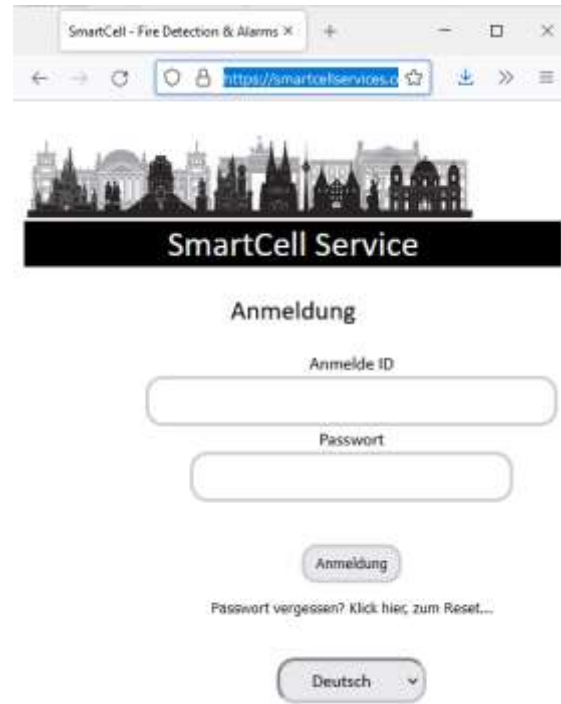 SmartCell - Fire Detection & Alarms
https://smartcellservices.o
SmartCell Service
Anmeldung
Anmelde ID
Passwort
Anmeldung
Passwort vergessen? Klick hier, zum Reset...
Deutsch